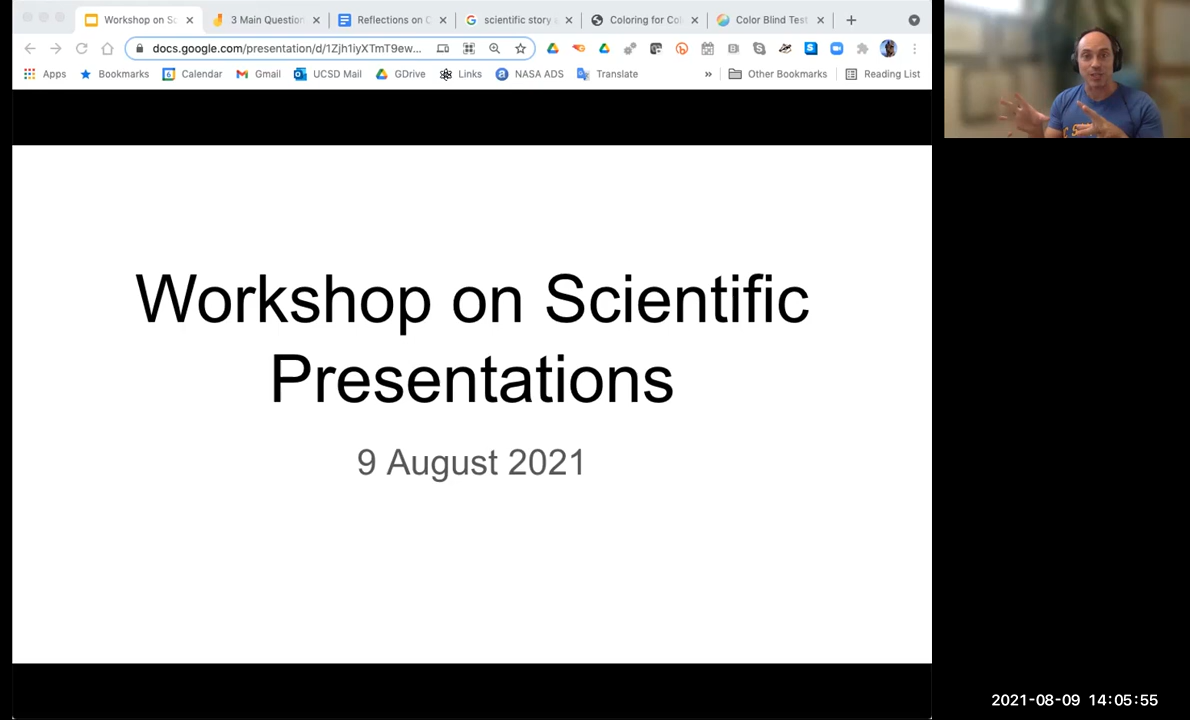 Workshop on Sc
3 Main Question
Reflections on C
scientific story
Coloring for Col
Color Blind Test
docs.google.com/presentation/d/1Zjh1iyXTmT9ew...
Apps
Bookmarks
Calendar
Gmail
UCSD Mail
GDrive
Links
NASA ADS
Translate
»
Other Bookmarks
Reading List
Workshop on Scientific
Presentations
9 August 2021
2021-08-09 14:05:55